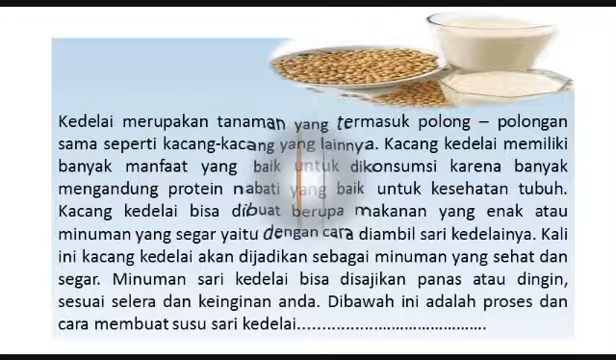 Kedelai merupakan tanaman yang termasuk polong – polongan
sama seperti kacang-kacang yang lainnya. Kacang kedelai memiliki
banyak manfaat yang baik untuk dikonsumsi karena banyak
mengandung protein nabati yang baik untuk kesehatan tubuh.
Kacang kedelai bisa dibuat berupa makanan yang enak atau
minuman yang segar yaitu dengan cara diambil sari kedelainya. Kali
ini kacang kedelai akan dijadikan sebagai minuman yang sehat dan
segar. Minuman sari kedelai bisa disajikan panas atau dingin,
sesuai selera dan keinginan anda. Dibawah ini adalah proses dan
cara membuat susu sari kedelai..........................................